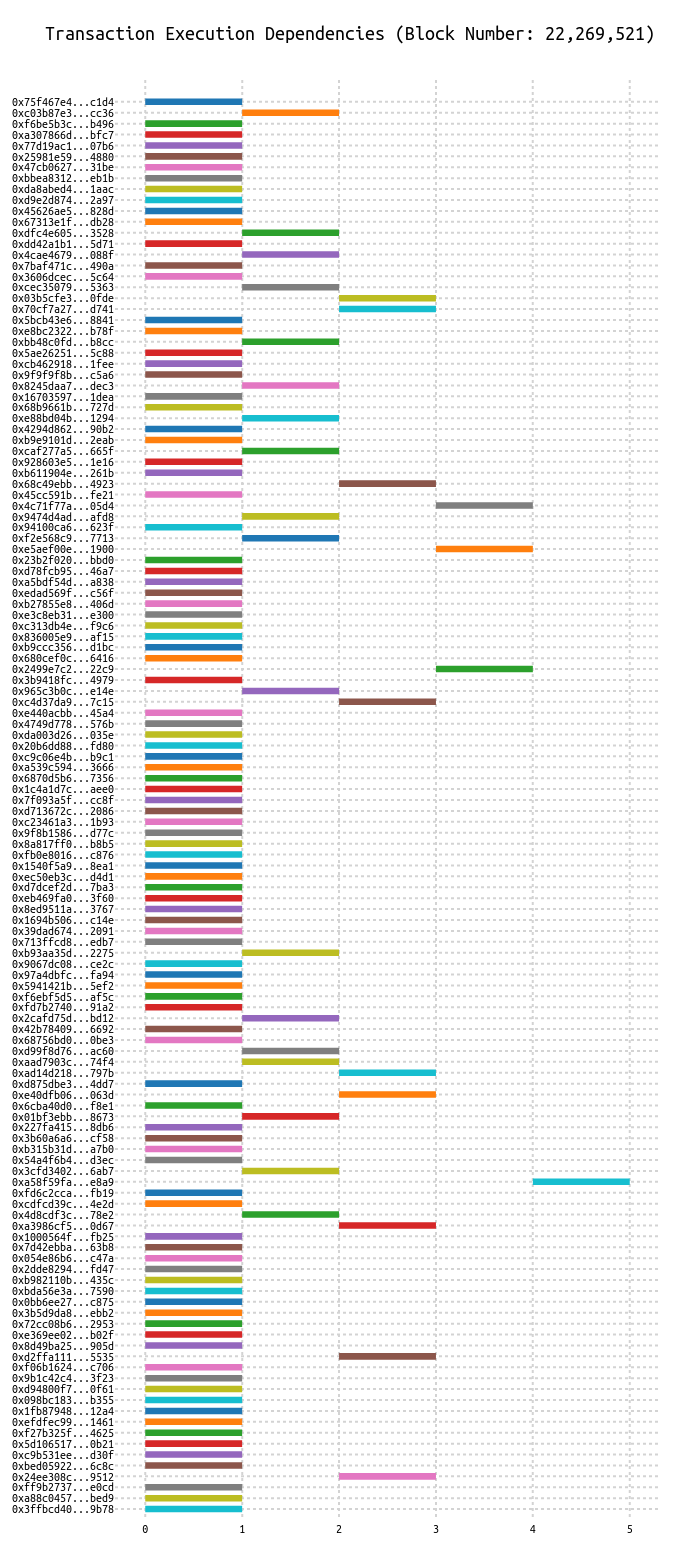 Transaction Execution Dependencies (Block Number: 22,269,521)
0x75f467e4...c1d4
0xc03b87e3...cc36
0xf6be5b3c...b496
0xa307866d...bfc7
0x77d19ac1...07b6
0x25981e59...4880
0x47cb0627...31be
0xbbea8312...eb1b
0xda8abed4...1aac
0xd9e2d874...2a97
0x45626ae5...828d
0x67313e1f...db28
0xdfc4e605...3528
0xdd42a1b1...5d71
0x4cae4679...088f
0x7baf471c...490a
0x3606dcec...5c64
0xcec35079...5363
0x03b5cfe3...0fde
0x70cf7a27...d741
0x5bcb43e6...8841
0xe8bc2322...b78f
0xbb48c0fd...b8cc
0x5ae26251...5c88
0xcb462918...1fee
0x9f9f9f8b...c5a6
0x8245daa7...dec3
0x16703597...1dea
0x68b9661b...727d
0xe88bd04b...1294
0x4294d862...90b2
0xb9e9101d...2eab
0xcaf277a5...665f
0x928603e5...1e16
0xb611904e...261b
0x68c49ebb...4923
0x45cc591b...fe21
0x4c71f77a...05d4
0x9474d4ad...afd8
0x94100ca6...623f
0xf2e568c9...7713
0xe5aef00e...1900
0x23b2f020...bbd0
0xd78fcb95...46a7
0xa5bdf54d...a838
0xedad569f...c56f
0xb27855e8...406d
0xe3c8eb31...e300
0xc313db4e...f9c6
0x836005e9...af15
0xb9ccc356...d1bc
0x680cef0c...6416
0x2499e7c2...22c9
0x3b9418fc...4979
0x965c3b0c...e14e
0xc4d37da9...7c15
0xe440acbb...45a4
0x4749d778...576b
0xda003d26...035e
0x20b6dd88...fd80
0xc9c06e4b...b9c1
0xa539c594...3666
0x6870d5b6...7356
0x1c4a1d7c...aee0
0x7f093a5f...cc8f
0xd713672c...2086
0xc23461a3...1b93
0x9f8b1586...d77c
0x8a817ff0...b8b5
0xfb0e8016...c876
0x1540f5a9...8ea1
0xec50eb3c...d4d1
0xd7dcef2d...7ba3
0xeb469fa0...3f60
0x8ed9511a...3767
0x1694b506...c14e
0x39dad674...2091
0x713ffcd8...edb7
0xb93aa35d...2275
0x9067dc08...ce2c
0x97a4dbfc...fa94
0x5941421b...5ef2
0xf6ebf5d5...af5c
0xfd7b2740...91a2
0x2cafd75d...bd12
0x42b78409...6692
0x68756bd0...0be3
0xd99f8d76...ac60
0xaad7903c...74f4
0xad14d218...797b
0xd875dbe3...4dd7
0xe40dfb06...063d
0x6cba40d0...f8e1
0x01bf3ebb...8673
0x227fa415...8db6
0x3b60a6a6...cf58
0xb315b31d...a7b0
0x54a4f6b4...d3ec
0x3cfd3402...6ab7
0xa58f59fa...e8a9
0xfd6c2cca...fb19
0xcdfcd39c...4e2d
0x4d8cdf3c...78e2
0xa3986cf5...0d67
0x1000564f...fb25
0x7d42ebba...63b8
0x054e86b6...c47a
0x2dde8294...fd47
0xb982110b...435c
0xbda56e3a...7590
0x0bb6ee27...c875
0x3b5d9da8...ebb2
0x72cc08b6...2953
0xe369ee02...b02f
0x8d49ba25...905d
0xd2ffa111...5535
0xf06b1624...c706
0x9b1c42c4...3f23
0xd94800f7...0f61
0x098bc183...b355
0x1fb87948...12a4
0xefdfec99...1461
0xf27b325f...4625
0x5d106517...0b21
0xc9b531ee...d30f
0xbed05922...6c8c
0x24ee308c...9512
0xff9b2737...e0cd
0xa88c0457...bed9
0x3ffbcd40...9b78
0 1 2 3 4 5